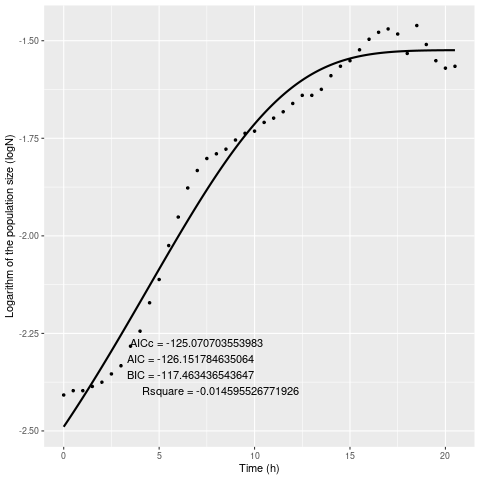 Logarithm of the population size (logN)
-1.50
-1.75
-2.00
-2.25
-2.50
AICc = -125.070703553983
AIC = -126.151784635064
BIC = -117.463436543647
Rsquare = -0.014595526771926
0 5 10 15 20
Time (h)